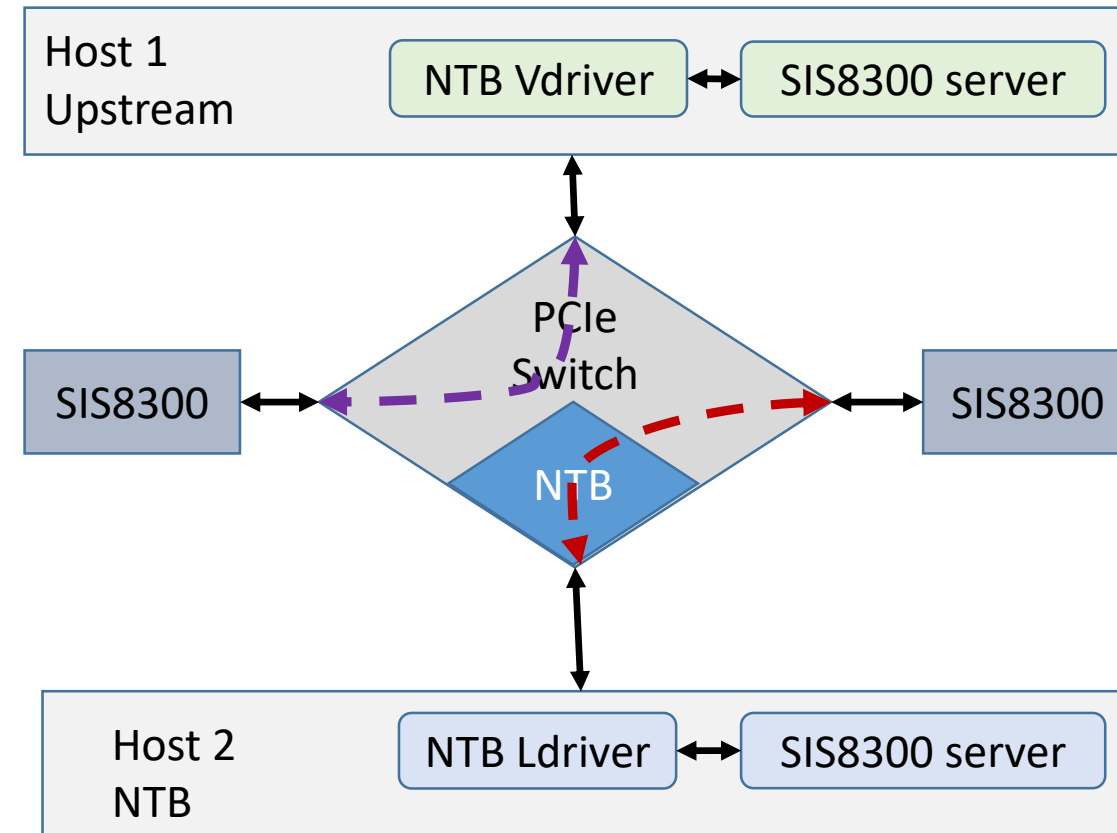 Host 1
Upstream
NTB Vdriver
SIS8300 server
PCIe
Switch
SIS8300
SIS8300
NTB
Host 2
NTB
NTB Ldriver
SIS8300 server